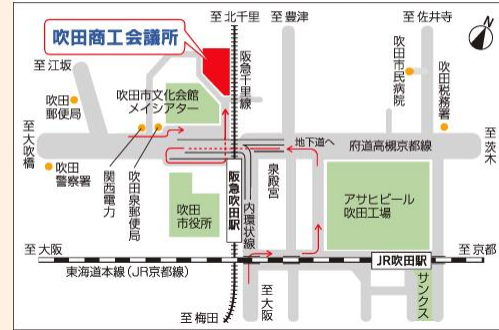 至北千里
至豊津
至佐井寺
吹田商工会議所
至江坂
阪急千里線
吹田
市民病院
吹田税務署
吹田
郵便局
吹田市文化会館
メイシアター
至大吹橋
地下道へ
府道高槻京都線
至茨木
吹田
警察署
関西電力
吹田泉郵便局
阪急吹田駅
内環状線
泉殿宮
アサヒビール
吹田工場
吹田
市役所
至大阪
至京都
東海道本線(JR京都線)
JR吹田駅
サンクス
至梅田
至大阪